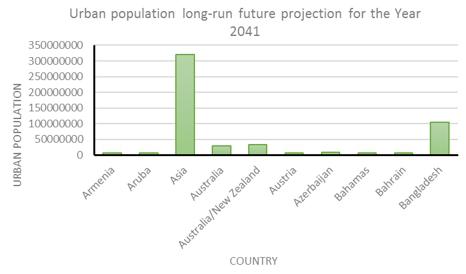 Urban population long-run future projection for the Year
2041
350000000
300000000
250000000
200000000
150000000
100000000
50000000
0
URBAN POPULATION
Armenia
Aruba
Asia
Australia
Australia/New Zealand
Austria
Azerbaijan
Bahamas
Bahrain
Bangladesh
COUNTRY